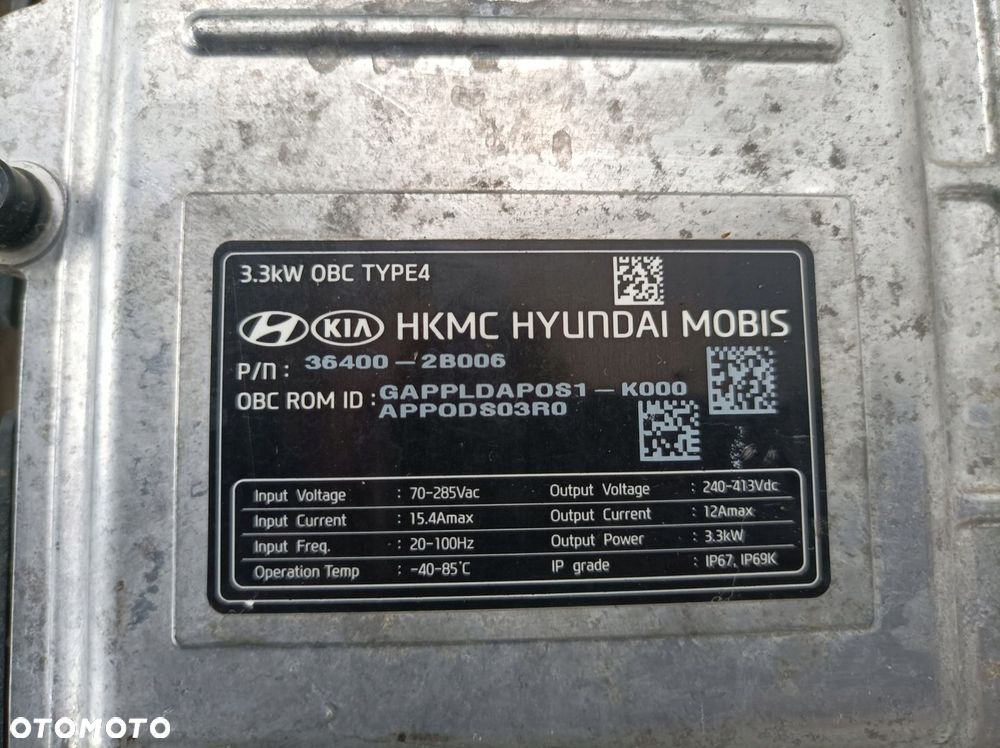 3.3kW OBC TYPE4
KIA HKMC HYUNDAI MOBIS
P/N : 36400-2B006
OBC ROM ID : GAPPLDAPOS1-K000
APPODS03R0
Input Voltage : 70-285Vac Output Voltage : 240-413Vdc
Input Current : 15.4Amax Output Current : 12Amax
Input Freq. : 20-100Hz Output Power : 3.3kW
Operation Temp : -40-85℃ IP grade : IP67, IP69K
OTOMOTO